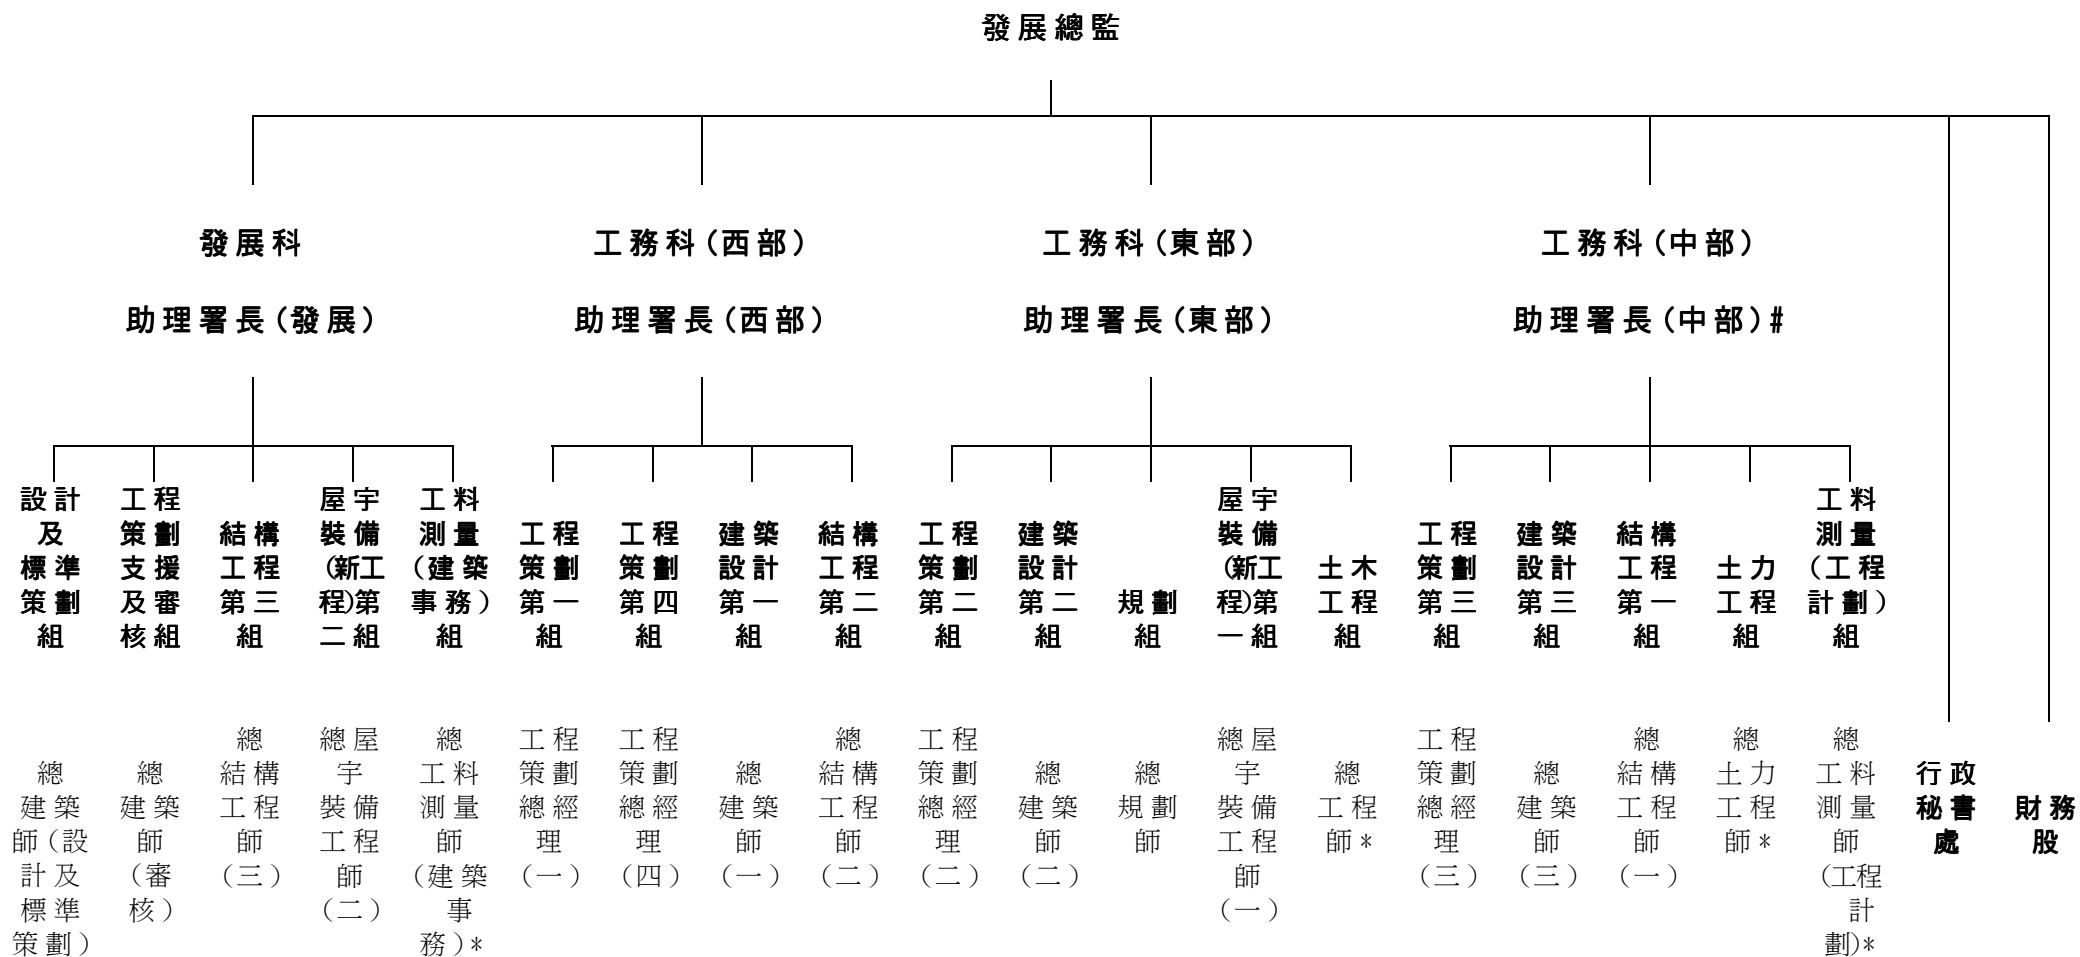 發展總監
發展科
助理署長(發展)
工務科(西部)
助理署長(西部)
工務科(東部)
助理署長(東部)
工務科(中部)
助理署長(中部)#
設計
及
標準
策劃
組
工程
策劃
支援
及審
核組
結構
工程
第三
組
屋宇
裝備
(新工
程)第
二組
工料
測量
(建築
事務)
組
工程
策劃
第一
組
工程
策劃
第四
組
建築
設計
第一
組
結構
工程
第二
組
工程
策劃
第二
組
建築
設計
第二
組
規劃
組
屋宇
裝備
(新工
程)第
一組
土木
工程
組
工程
策劃
第三
組
建築
設計
第三
組
結構
工程
第一
組
土力
工程
組
工料
測量
(工程
計劃)
組
總
建築
師(設
計及
標準
策劃)
總
建築
師
(審
核)
總
結構
工程
師
(三)
總屋
宇
裝備
工程
師
(二)
總
工料
測量
師
(建築
事
務)*
工程
策劃
總經
理
(一)
工程
策劃
總經
理
(四)
總
建築
師
(一)
總
結構
工程
師
(二)
工程
策劃
總經
理
(二)
總
建築
師
(二)
總
規劃
師
總屋
宇
裝備
工程
師
(一)
總
工程
師*
工程
策劃
總經
理
(三)
總
建築
師
(三)
總
結構
工程
師
(一)
總
土力
工程
師*
總
工料
測量
師
(工程
計
劃)*
行政
秘書
處
財務
股